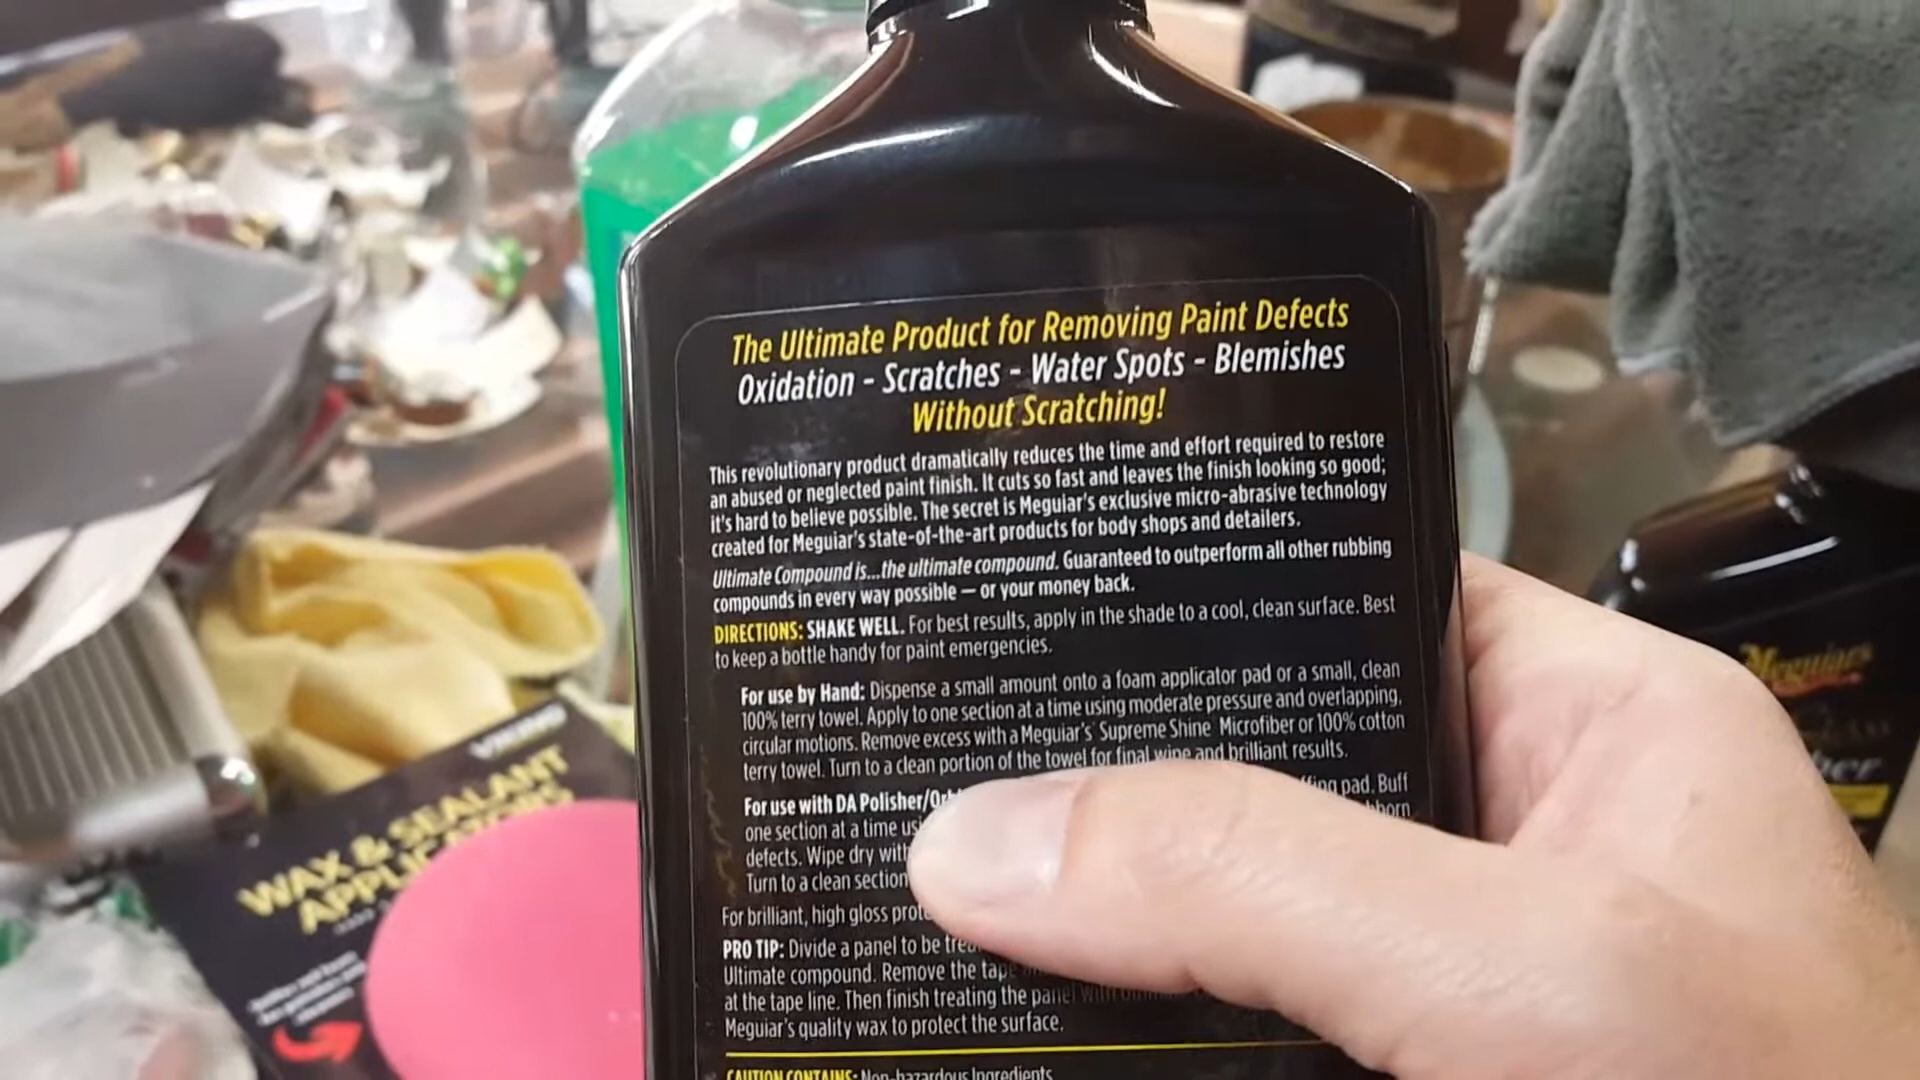 The Ultimate Product for Removing Paint Defects
Oxidation - Scratches - Water Spots - Blemishes
Without Scratching!
This revolutionary product dramatically reduces the time and effort required to restore
an abused or neglected paint finish. It cuts so fast and leaves the finish looking so good;
it's hard to believe possible. The secret is Meguiar's exclusive micro-abrasive technology
created for Meguiar's state-of-the-art products for body shops and detailers.
Ultimate Compound is...the ultimate compound. Guaranteed to outperform all other rubbing
compounds in every way possible — or your money back.
DIRECTIONS: SHAKE WELL. For best results, apply in the shade to a cool, clean surface. Best
to keep a bottle handy for paint emergencies.
For use by Hand: Dispense a small amount onto a foam applicator pad or a small, clean
100% terry towel. Apply to one section at a time using moderate pressure and overlapping,
circular motions. Remove excess with a Meguiar's Supreme Shine Microfiber or 100% cotton
terry towel. Turn to a clean portion of the towel for final wipe and brilliant results.
For use with DA Polisher/ pad. Buff
one section at a time
defects. Wipe dry with
Turn to a clean section
For brilliant, high gloss
PRO TIP: Divide a panel to be
Ultimate compound. Remove the tape
at the tape line. Then finish treating the panel with
Meguiar's quality wax to protect the surface.
CAUTION CONTAINS: Non-hazardous Ingredients
WAX & SEALANT
APPLICATORS
Meguiar's